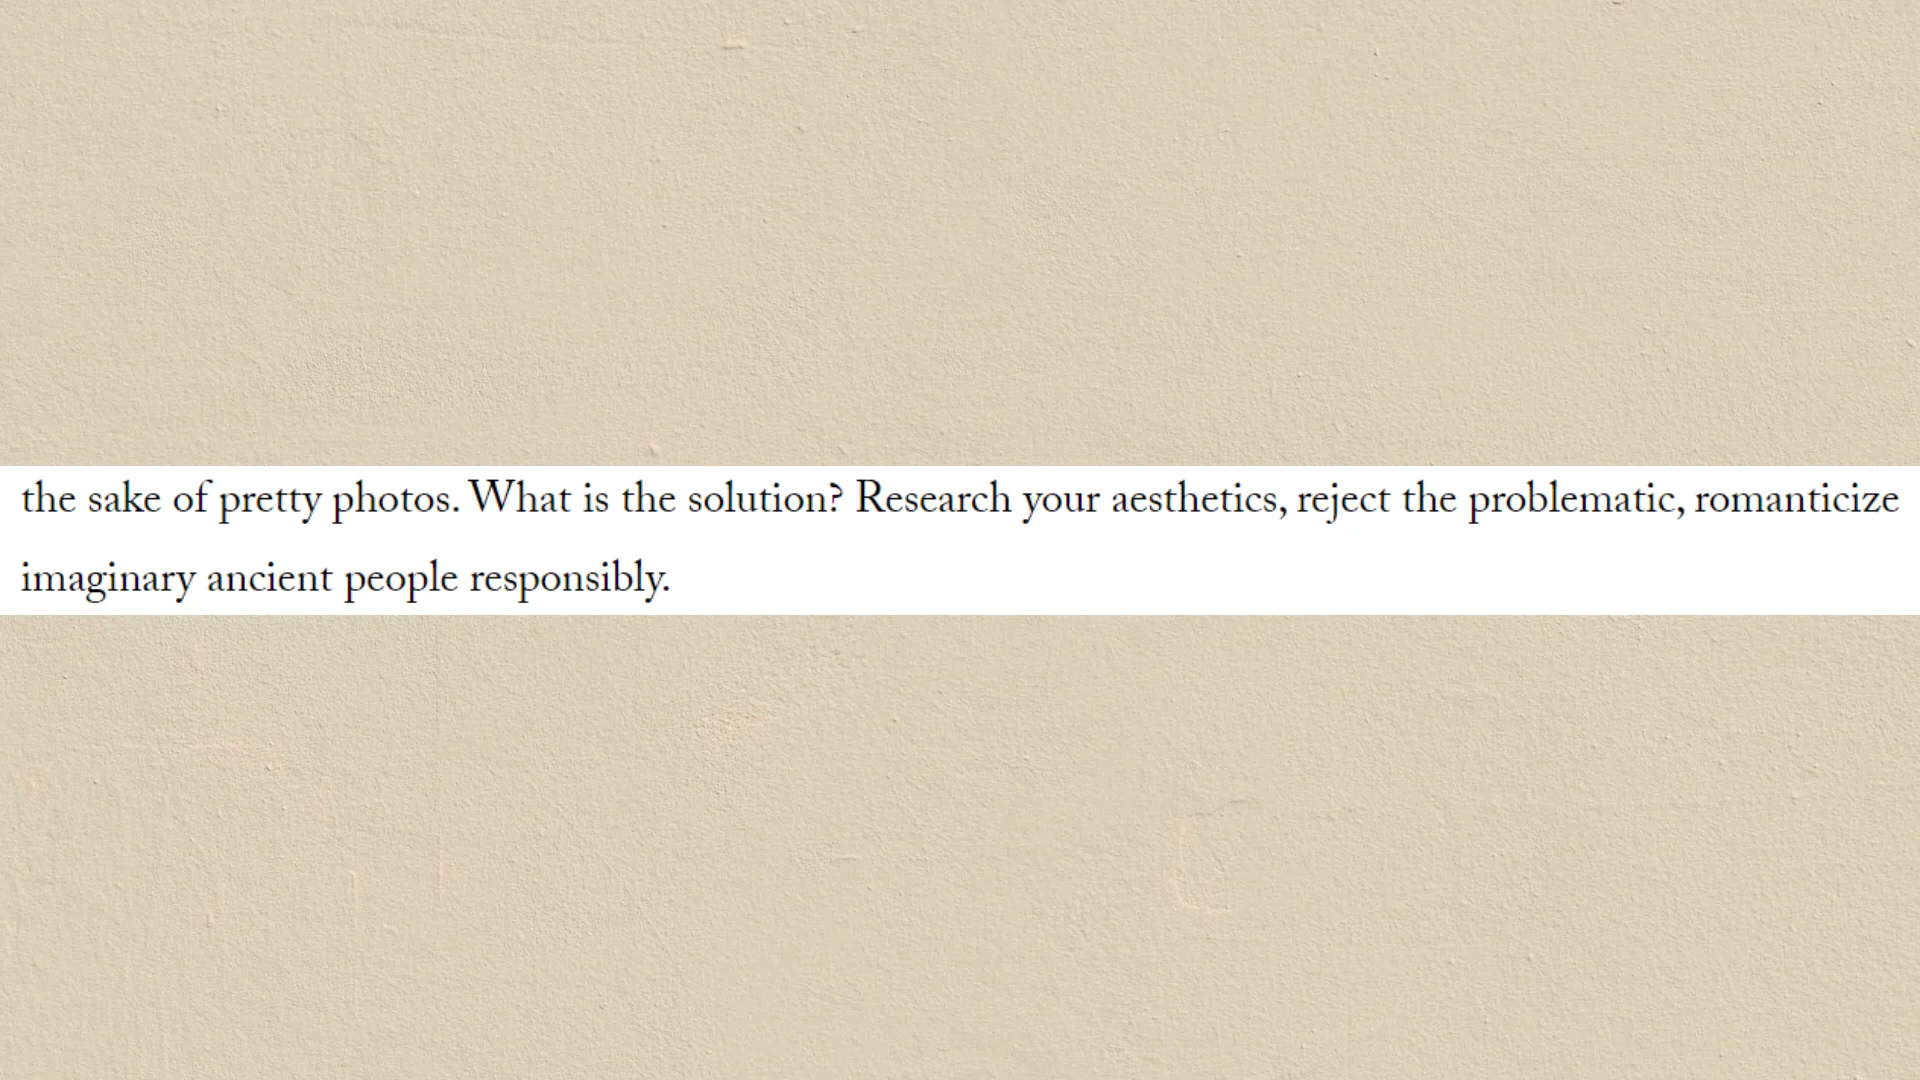 the sake of pretty photos. What is the solution? Research your aesthetics, reject the problematic, romanticize
imaginary ancient people responsibly.